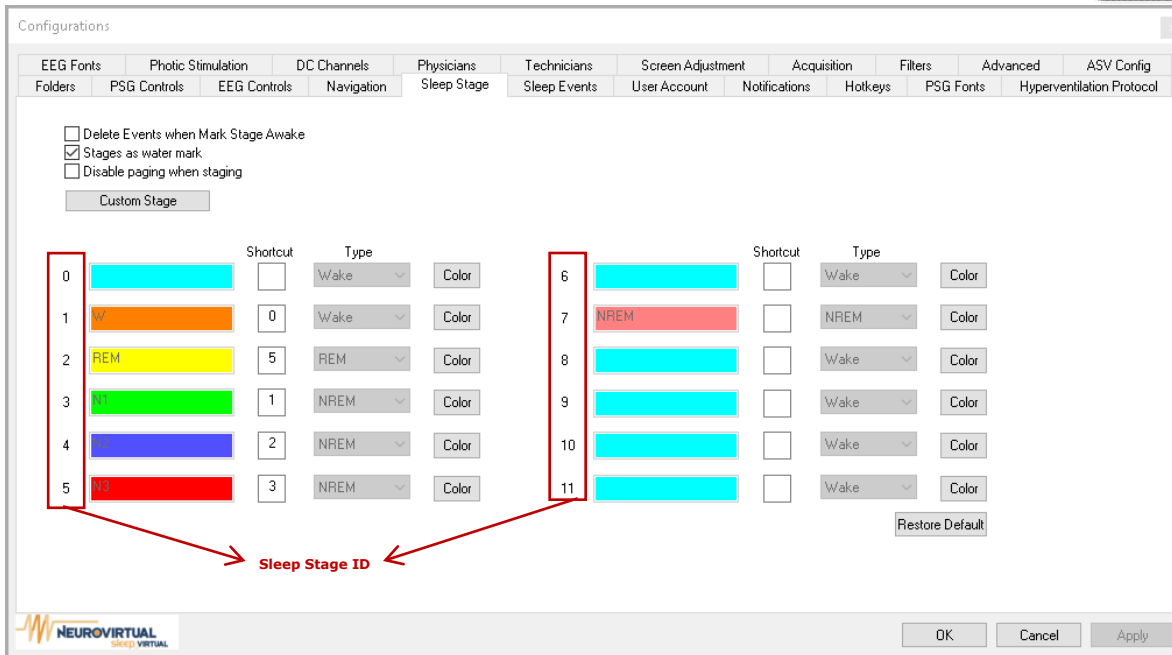 Configurations
EEG Fonts Photic Stimulation DC Channels Physicians Technicians Screen Adjustment Acquisition Filters Advanced ASV Config
Folders PSG Controls EEG Controls Navigation Sleep Stage Sleep Events User Account Notifications Hotkeys PSG Fonts Hyperventilation Protocol
Delete Events when Mark Stage Awake
Stages as water mark
Disable paging when staging
Custom Stage
Shortcut Type Shortcut Type
0 Wake Color 6 Wake Color
1 W 0 Wake Color 7 NREM NREM Color
2 REM 5 REM Color 8 Wake Color
3 N1 1 NREM Color 9 Wake Color
4 N2 2 NREM Color 10 Wake Color
5 N3 3 NREM Color 11 Wake Color
Restore Default
Sleep Stage ID
NEUROVIRTUAL
SLEEP VIRTUAL
OK Cancel Apply